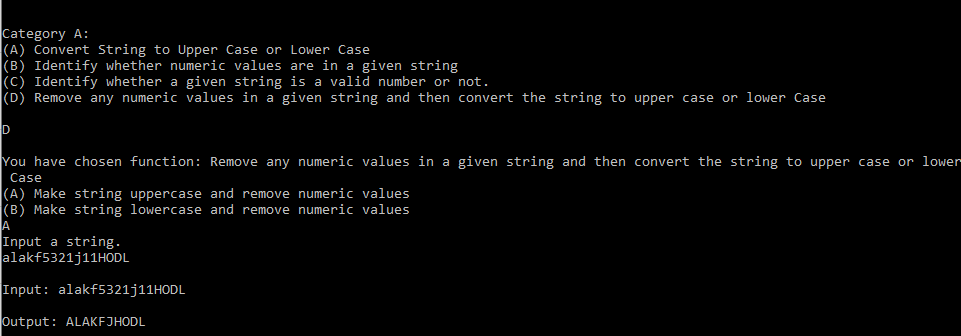 Category A:
(A) Convert String to Upper Case or Lower Case
(B) Identify whether numeric values are in a given string
(C) Identify whether a given string is a valid number or not.
(D) Remove any numeric values in a given string and then convert the string to upper case or lower Case
D
You have chosen function: Remove any numeric values in a given string and then convert the string to upper case or lower
Case
(A) Make string uppercase and remove numeric values
(B) Make string lowercase and remove numeric values
A
Input a string.
alakf5321j11HODL
Input: alakf5321j11HODL
Output: ALAKFJHODL